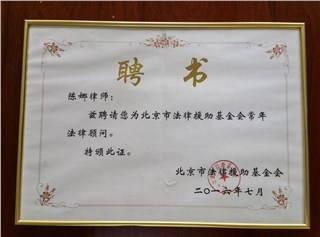 聘 书
陈娜律师：
兹聘请您为北京市法律援助基金会常年
法律顾问。
特颁此证。
北京市法律援助基金会
二〇一六年七月